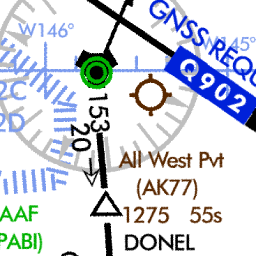 W146°
W145°
GNSS REQU
Q902
2C
2D
153
20
All West Pvt
(AK77)
1275 55s
AAF
PABI)
DONEL